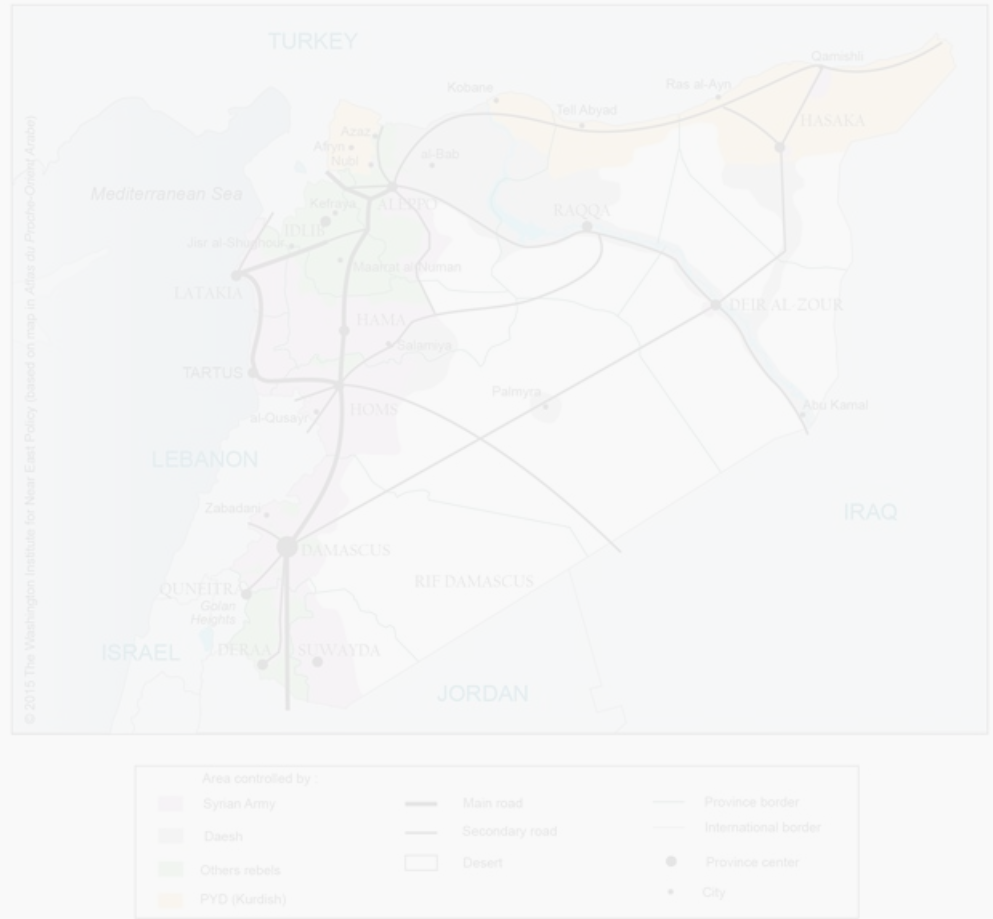 TURKEY
Qamishli
Kobane
Ras al-Ayn
Tell Abyad
HASAKA
Azaz
Afryn
Nubl
al-Bab
Mediterranean Sea
ALEPPO
Kefraya
RAQQA
IDLIB
Jisr al-Shughour
Maarrat al-Numan
LATAKIA
DEIR AL-ZOUR
HAMA
Salamiya
TARTUS
Palmyra
Abu Kamal
HOMS
al-Qusayr
LEBANON
Zabadani
IRAQ
DAMASCUS
RIF DAMASCUS
QUNEITR
Golan
Heights
ISRAEL
DERAA
SUWAYDA
JORDAN
© 2015 The Washington Institute for Near East Policy (based on map in Atlas du Proche-Orient Arabe)
Area controlled by :
Syrian Army
Daesh
Others rebels
PYD (Kurdish)
Main road
Secondary road
Desert
Province border
International border
Province center
City